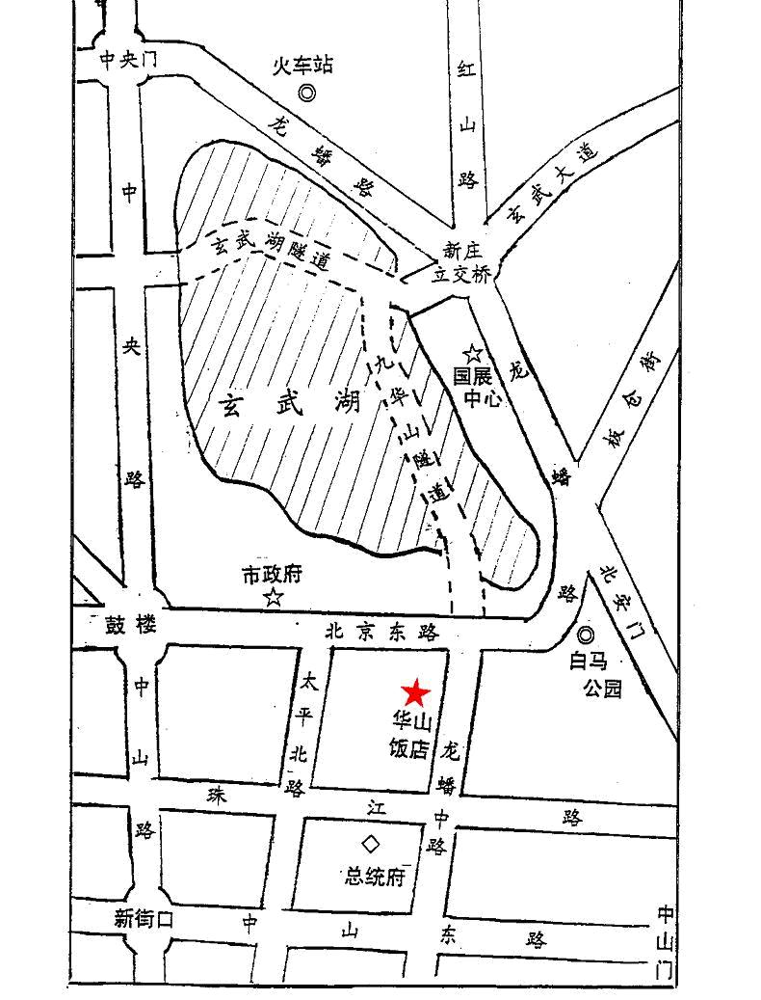 中央门
火车站
红山路
龙蟠路
玄武大道
中央路
玄武湖隧道
新庄
立交桥
国展
中心
龙蟠路
板仓街
九华山隧道
玄武湖
市政府
北安门
鼓楼
北京东路
白马
公园
中山路
太平北路
华山
饭店
龙蟠中路
珠江路
总统府
新街口
中山东路
中山门